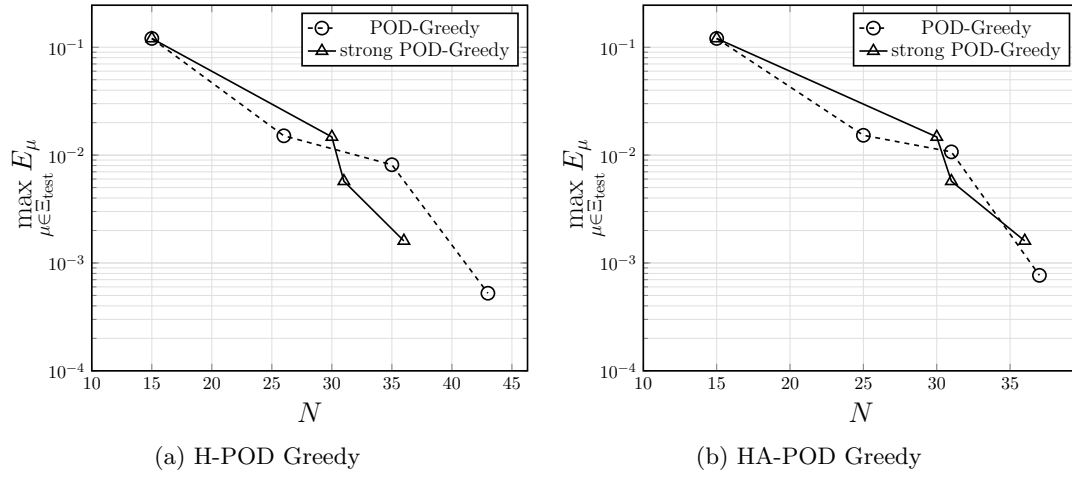 POD-Greedy
strong POD-Greedy
10^{-1}
10^{-2}
10^{-3}
10^{-4}
max E_μ
μ∈Ξ_test
10 15 20 25 30 35 40 45
N
(a) H-POD Greedy
POD-Greedy
strong POD-Greedy
10^{-1}
10^{-2}
10^{-3}
10^{-4}
max E_μ
μ∈Ξ_test
10 15 20 25 30 35
N
(b) HA-POD Greedy